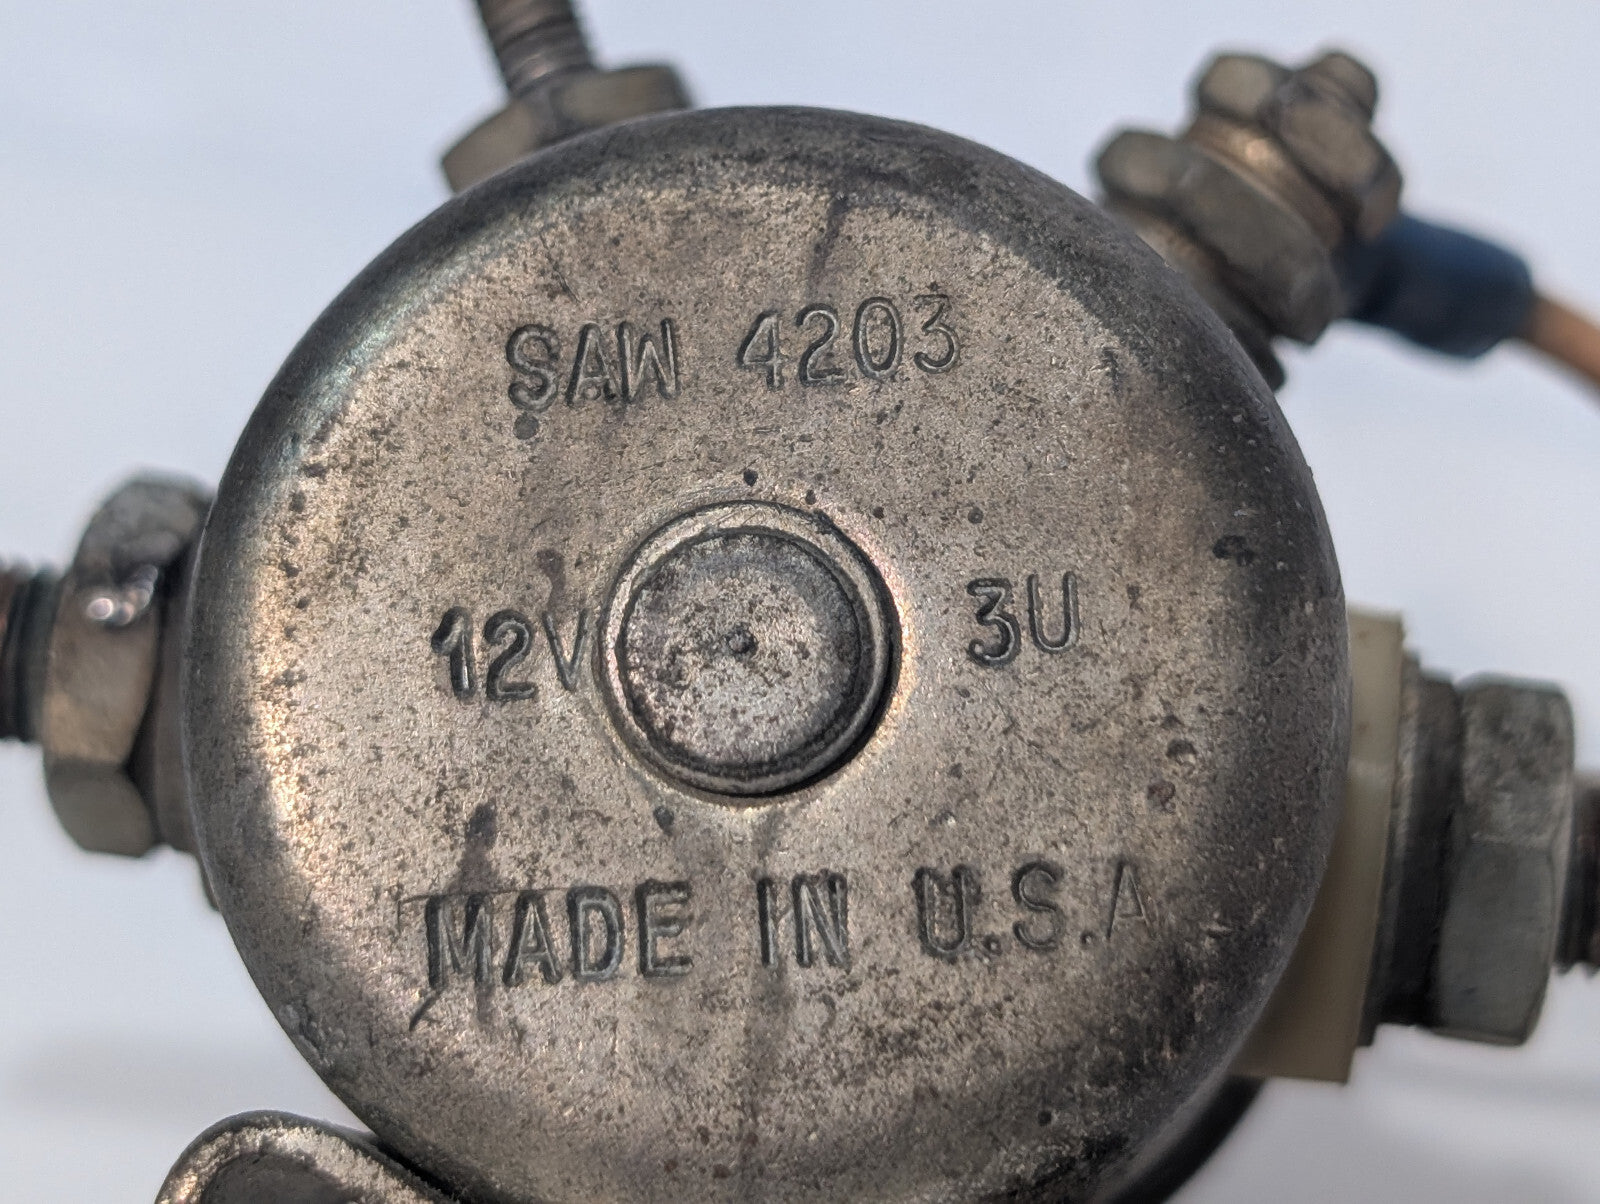 SAW 4203
12V 3U
MADE IN U.S.A